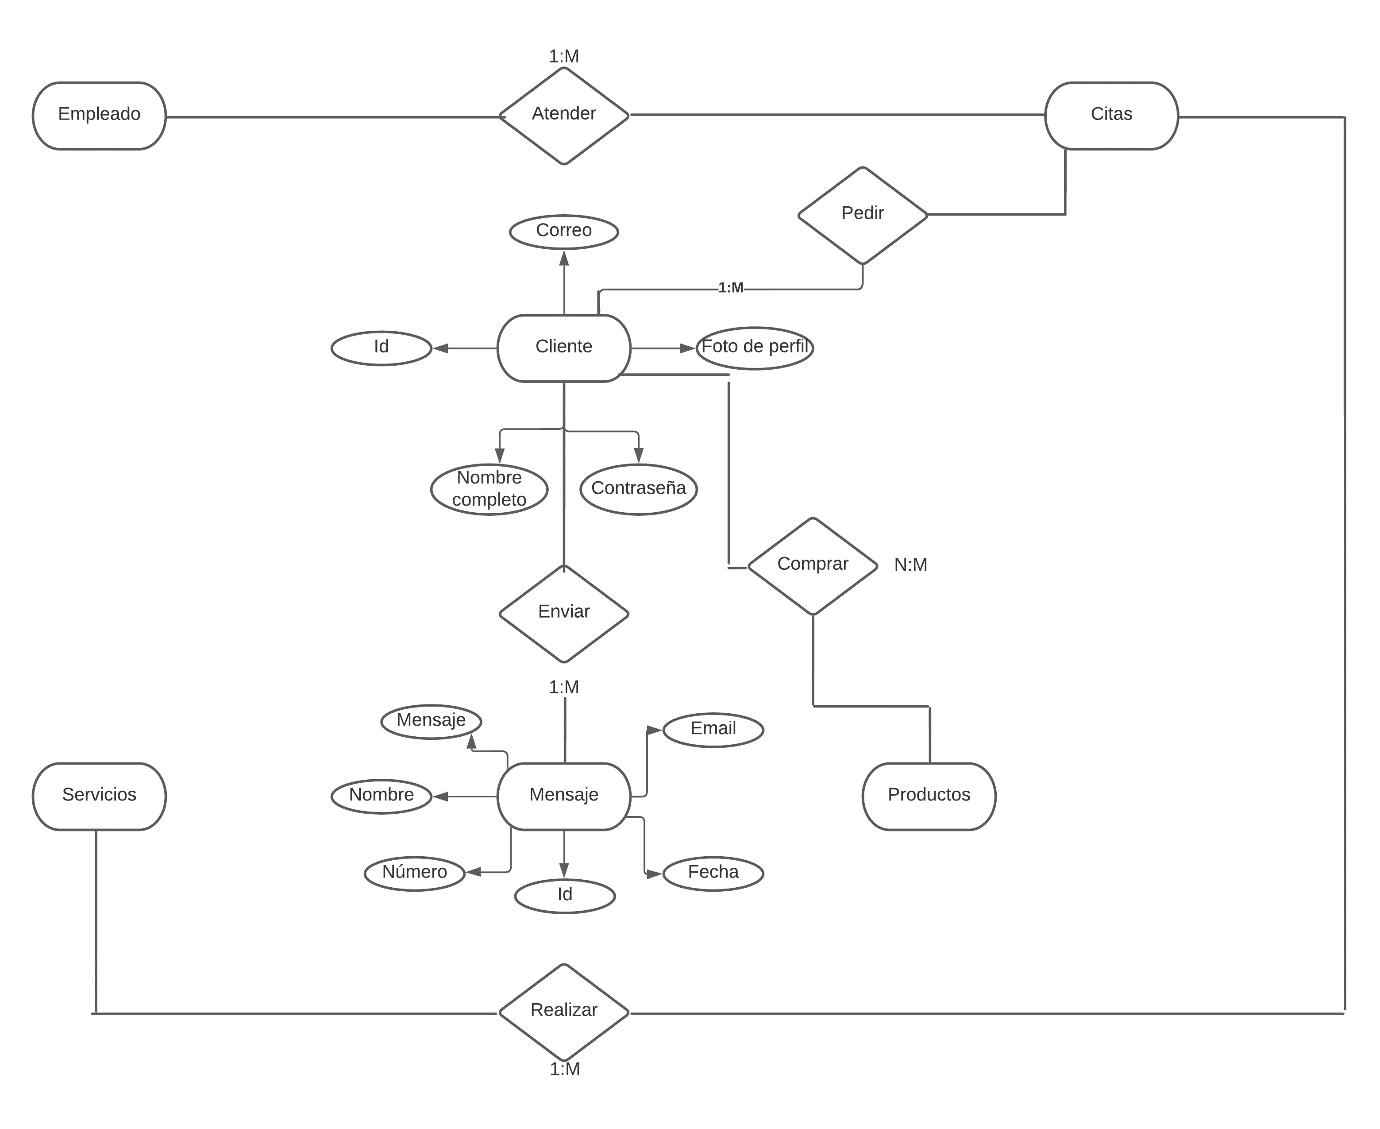 1:M
Empleado
Atender
Citas
Pedir
Correo
1:M
Id
Cliente
Foto de perfil
Nombre
completo
Contraseña
Comprar
N:M
Enviar
1:M
Mensaje
Email
Servicios
Nombre
Mensaje
Productos
Número
Fecha
Id
Realizar
1:M